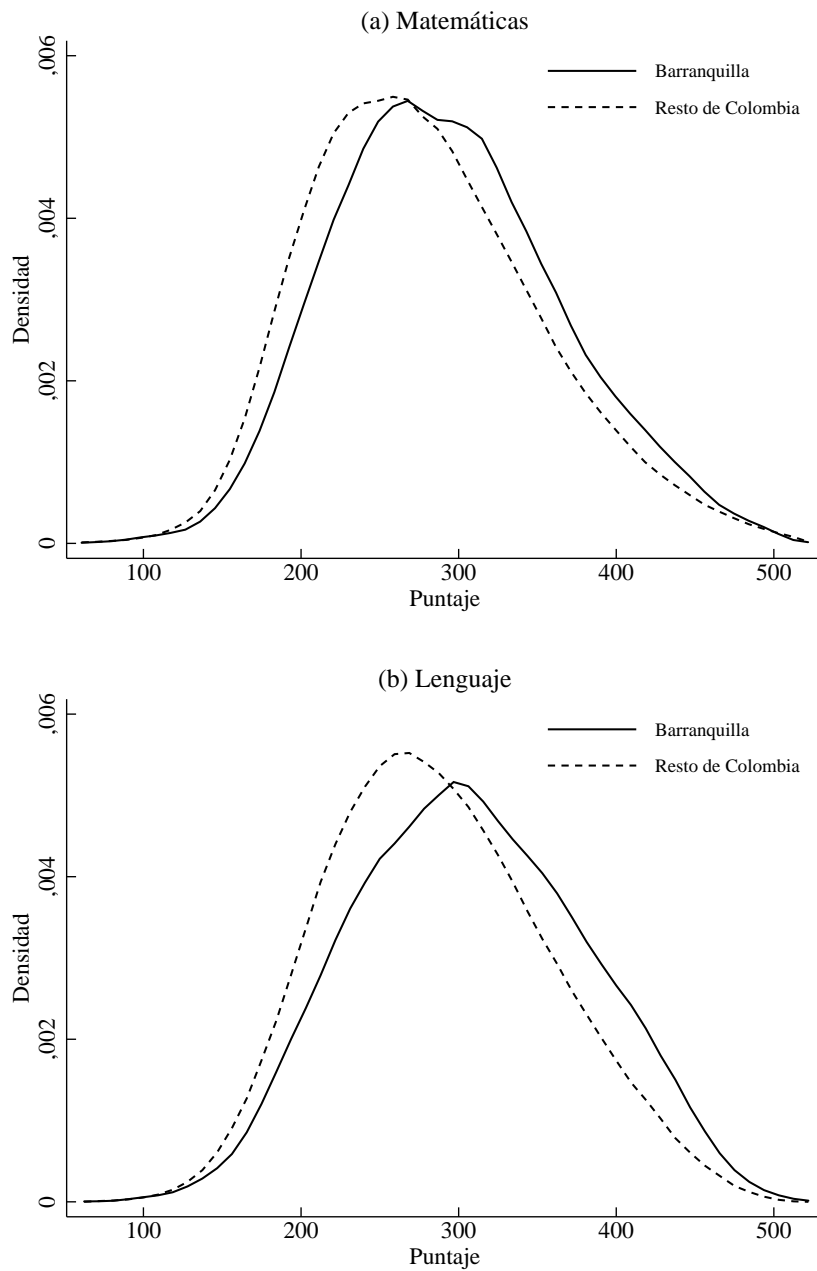 (a) Matemáticas
Barranquilla
Resto de Colombia
Densidad
,006
,004
,002
0
100 200 300 400 500
Puntaje
(b) Lenguaje
Barranquilla
Resto de Colombia
Densidad
,006
,004
,002
0
100 200 300 400 500
Puntaje